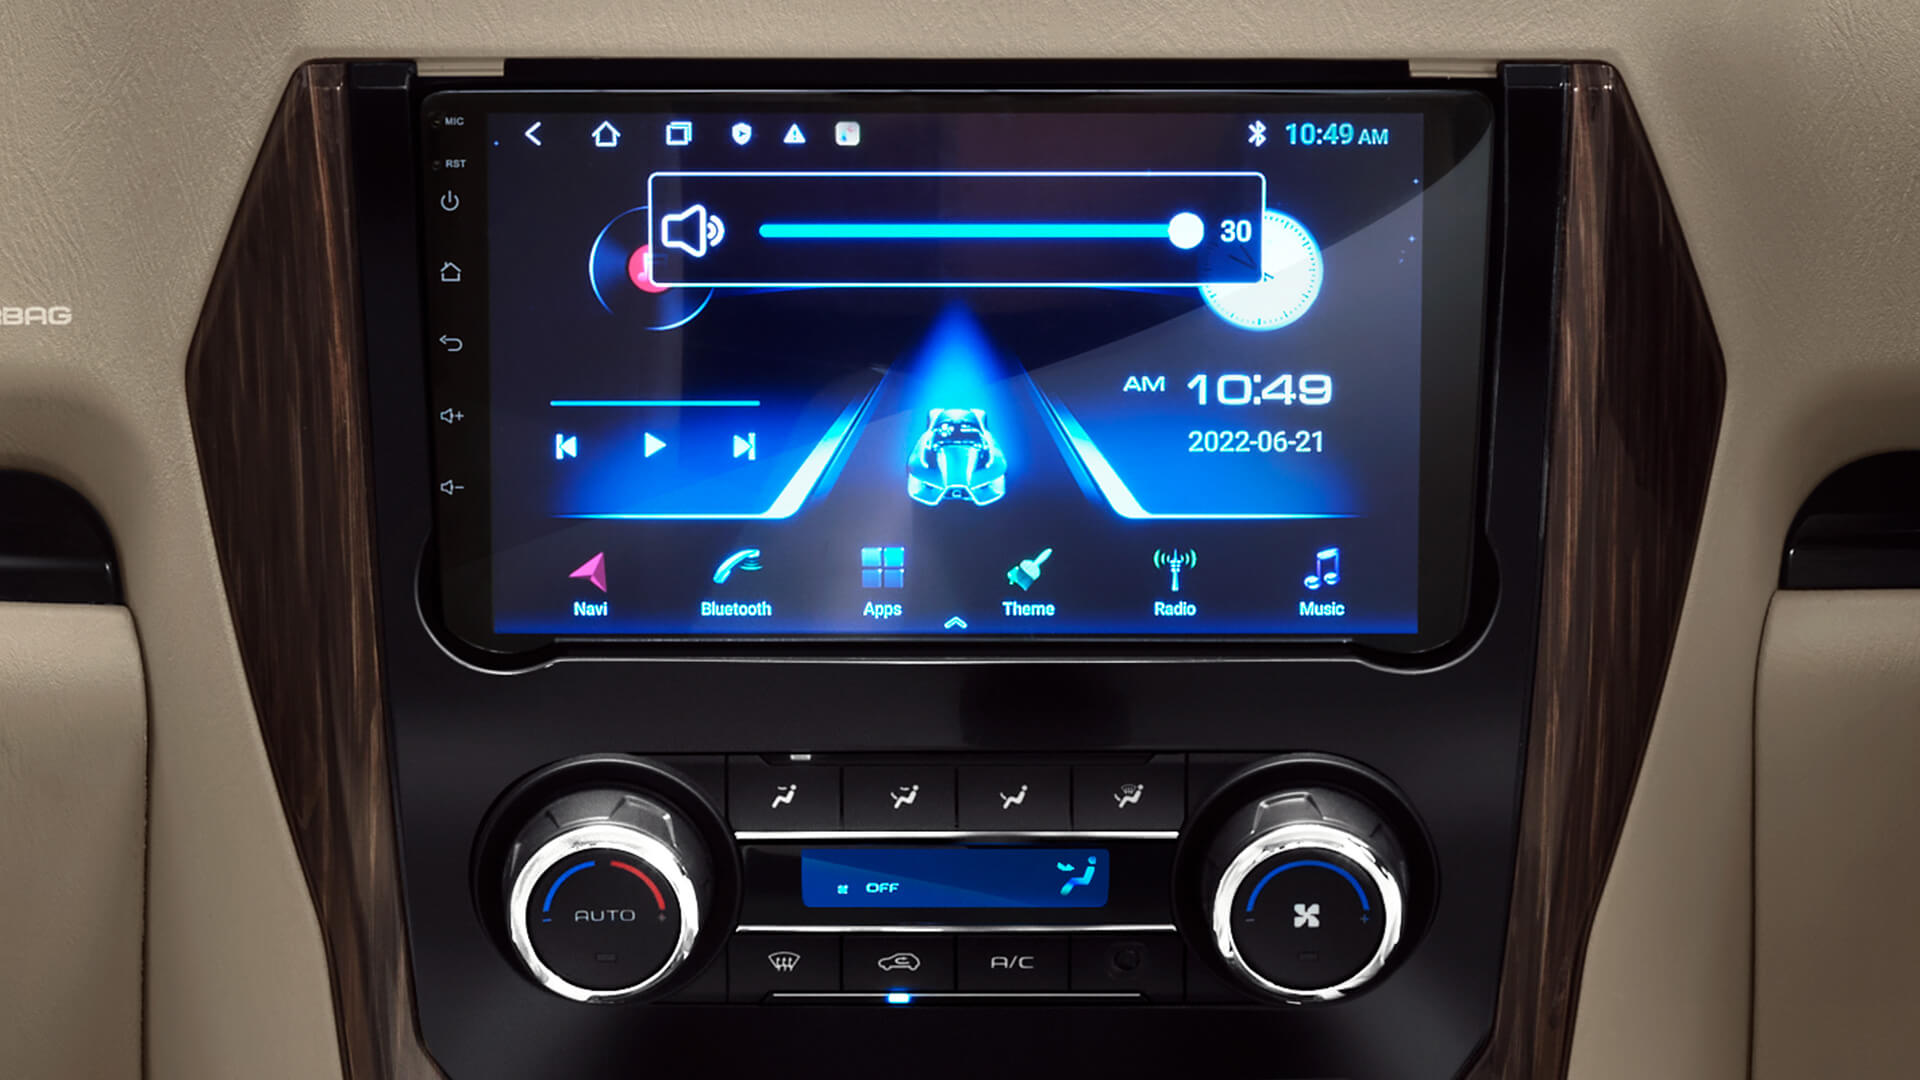 MIC
RST
10:49 AM
30
RBAG
AM 10:49
2022-06-21
Navi
Bluetooth
Apps
Theme
Radio
Music
AUTO
OFF
A/C